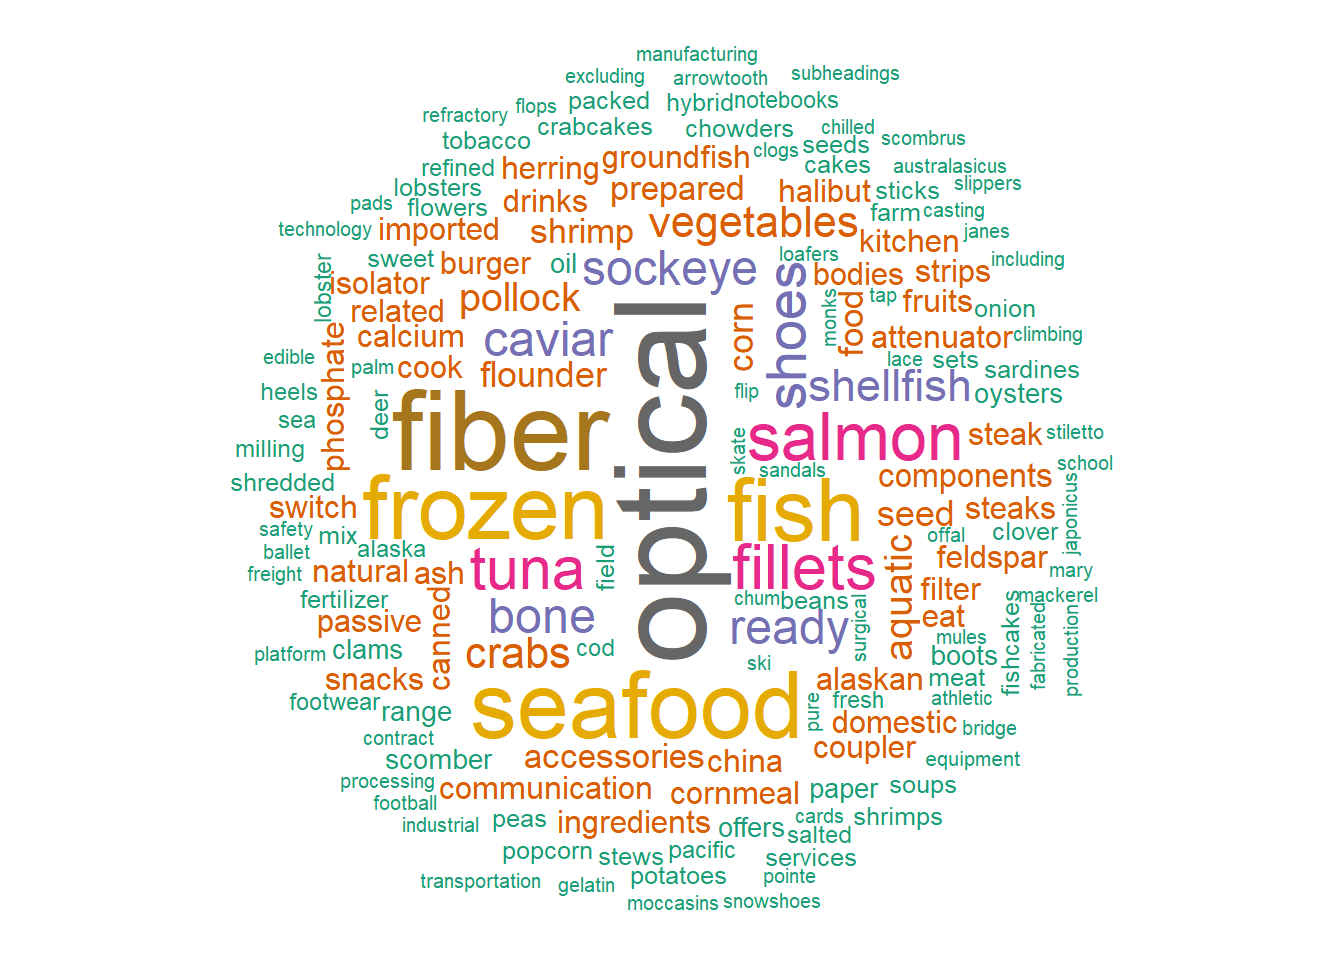 manufacturing
excluding arrowtooth subheadings
refractory flops packed hybrid notebooks
tobacco crabcakes chowders chilled scombrus
refined herring groundfish clogs seeds cakes australasicus
lobsters drinks prepared halibut sticks slippers
pads flowers vegetables farm casting
technology imported shrimp kitchen janes
sweet burger oil sockeye loafers bodies strips including
lobster isolator pollock shoes food tap fruits onion
related corn monks
calcium caviar optical attenuator climbing
edible palm cook flounder lace sets sardines
heels phosphate deer flip shellfish oysters
sea fiber salmon steak stiletto
milling skate sandals components school
shredded frozen fish seed steaks japonicus
switch
safety mix offal clover
ballet alaska field aquatic feldspar mary
freight natural ash tuna fillets filter mackerel
fertilizer chum beans
passive canned bone ready surgical eat fishcakes fabricated production
platform clams crabs cod mules boots
snacks ski alaskan meat
footwear range seafood pure fresh athletic
contract domestic bridge
scomber accessories china coupler equipment
processing communication cornmeal paper soups
football
industrial peas ingredients offers cards salted shrimps
popcorn stews pacific services
transportation gelatin potatoes pointe
moccasins snowshoes